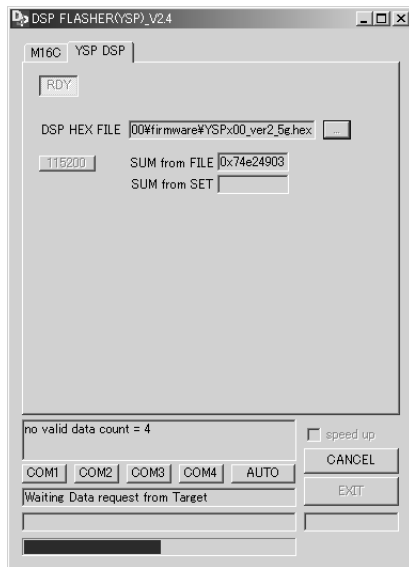 DSP FLASHER(YSP)_V2.4
M16C YSP DSP
RDY
DSP HEX FILE 00¥firmware¥YSPx00_ver2_5g.hex ...
115200 SUM from FILE 0x74e24903
SUM from SET
no valid data count = 4
speed up
CANCEL
COM1 COM2 COM3 COM4 AUTO
EXIT
Waiting Data request from Target